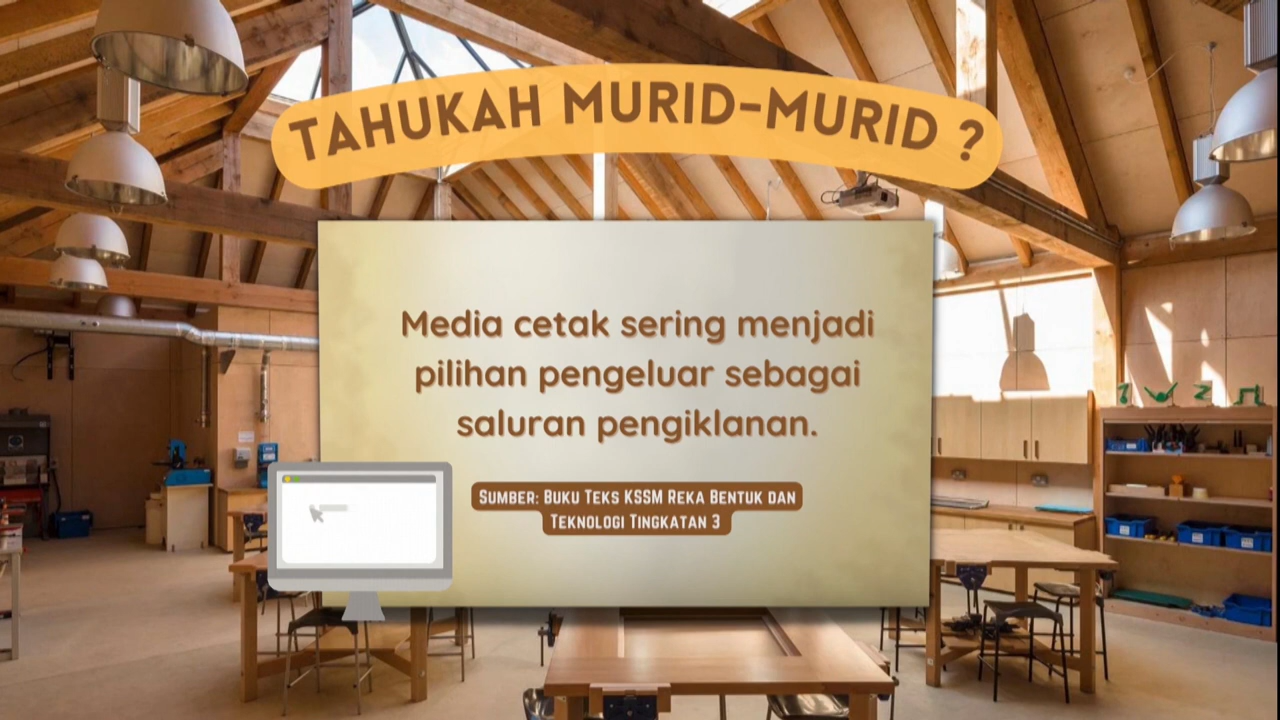 TAHUKAH MURID-MURID ?
Media cetak sering menjadi
pilihan pengeluar sebagai
saluran pengiklanan.
SUMBER: BUKU TEKS KSSM REKA BENTUK DAN
TEKNOLOGI TINGKATAN 3